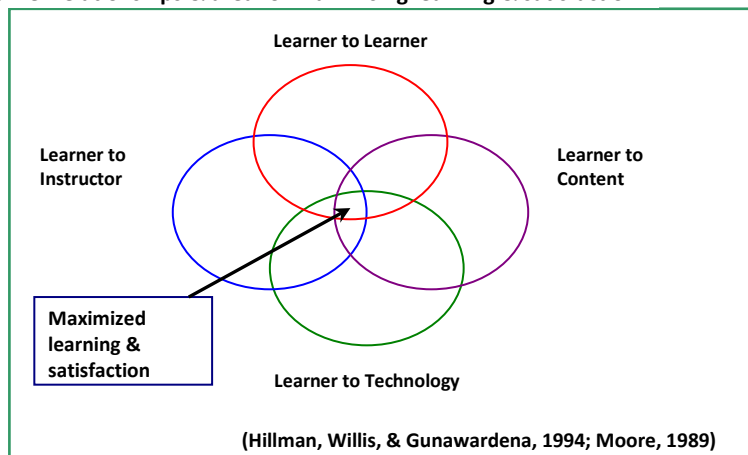 Learner to Learner
Learner to
Instructor
Learner to
Content
Maximized
learning &
satisfaction
Learner to Technology
(Hillman, Willis, & Gunawardena, 1994; Moore, 1989)